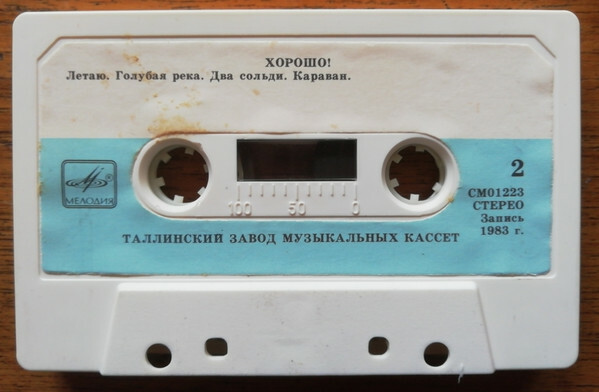 ХОРОШО!
Летаю. Голубая река. Два сольди. Караван.
МЕЛОДИЯ
2
СМ01223
СТЕРЕО
Запись
1983 г.
100 50 0
ТАЛЛИНСКИЙ ЗАВОД МУЗЫКАЛЬНЫХ КАССЕТ